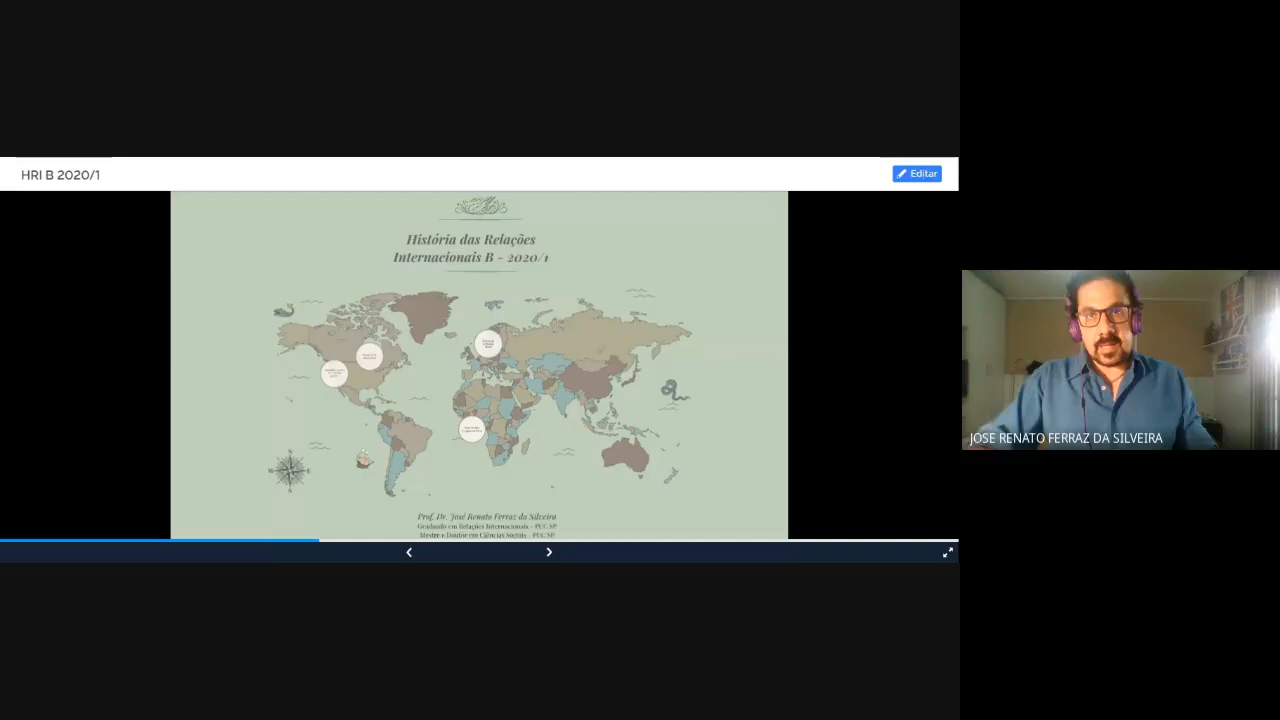 HRI B 2020/1
Editar
História das Relações
Internacionais B - 2020/1
Prof. Dr. José Renato Ferraz da Silveira
Graduado em Relações Internacionais - PUC SP
Mestre e Doutor em Ciências Sociais - PUC SP
JOSE RENATO FERRAZ DA SILVEIRA